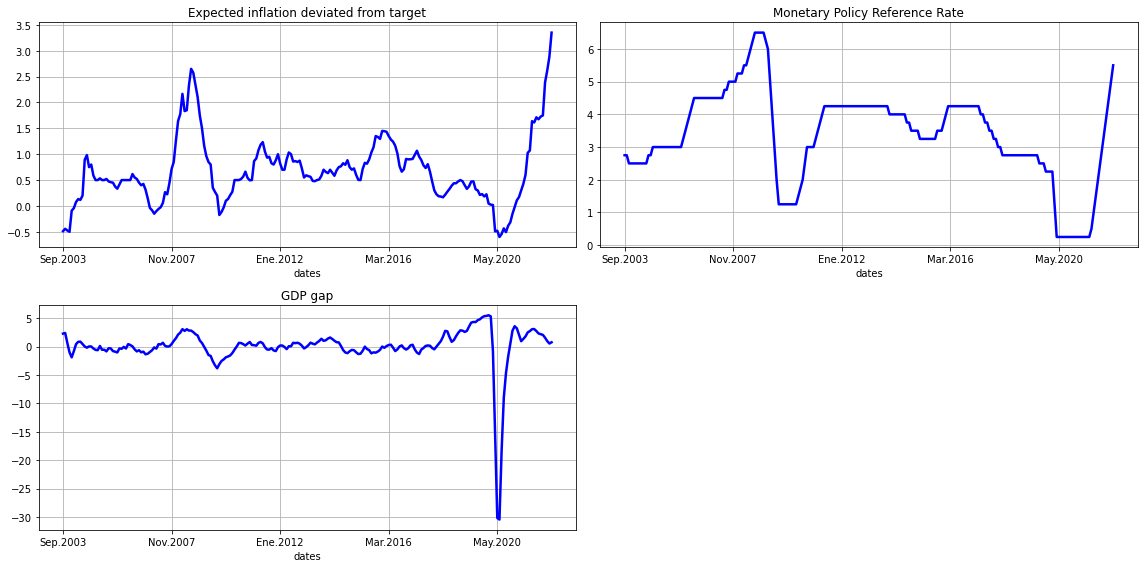 Expected inflation deviated from target
3.5
3.0
2.5
2.0
1.5
1.0
0.5
0.0
−0.5
Sep.2003 Nov.2007 Ene.2012 Mar.2016 May.2020
dates
Monetary Policy Reference Rate
6
5
4
3
2
1
0
Sep.2003 Nov.2007 Ene.2012 Mar.2016 May.2020
dates
GDP gap
5
0
−5
−10
−15
−20
−25
−30
Sep.2003 Nov.2007 Ene.2012 Mar.2016 May.2020
dates